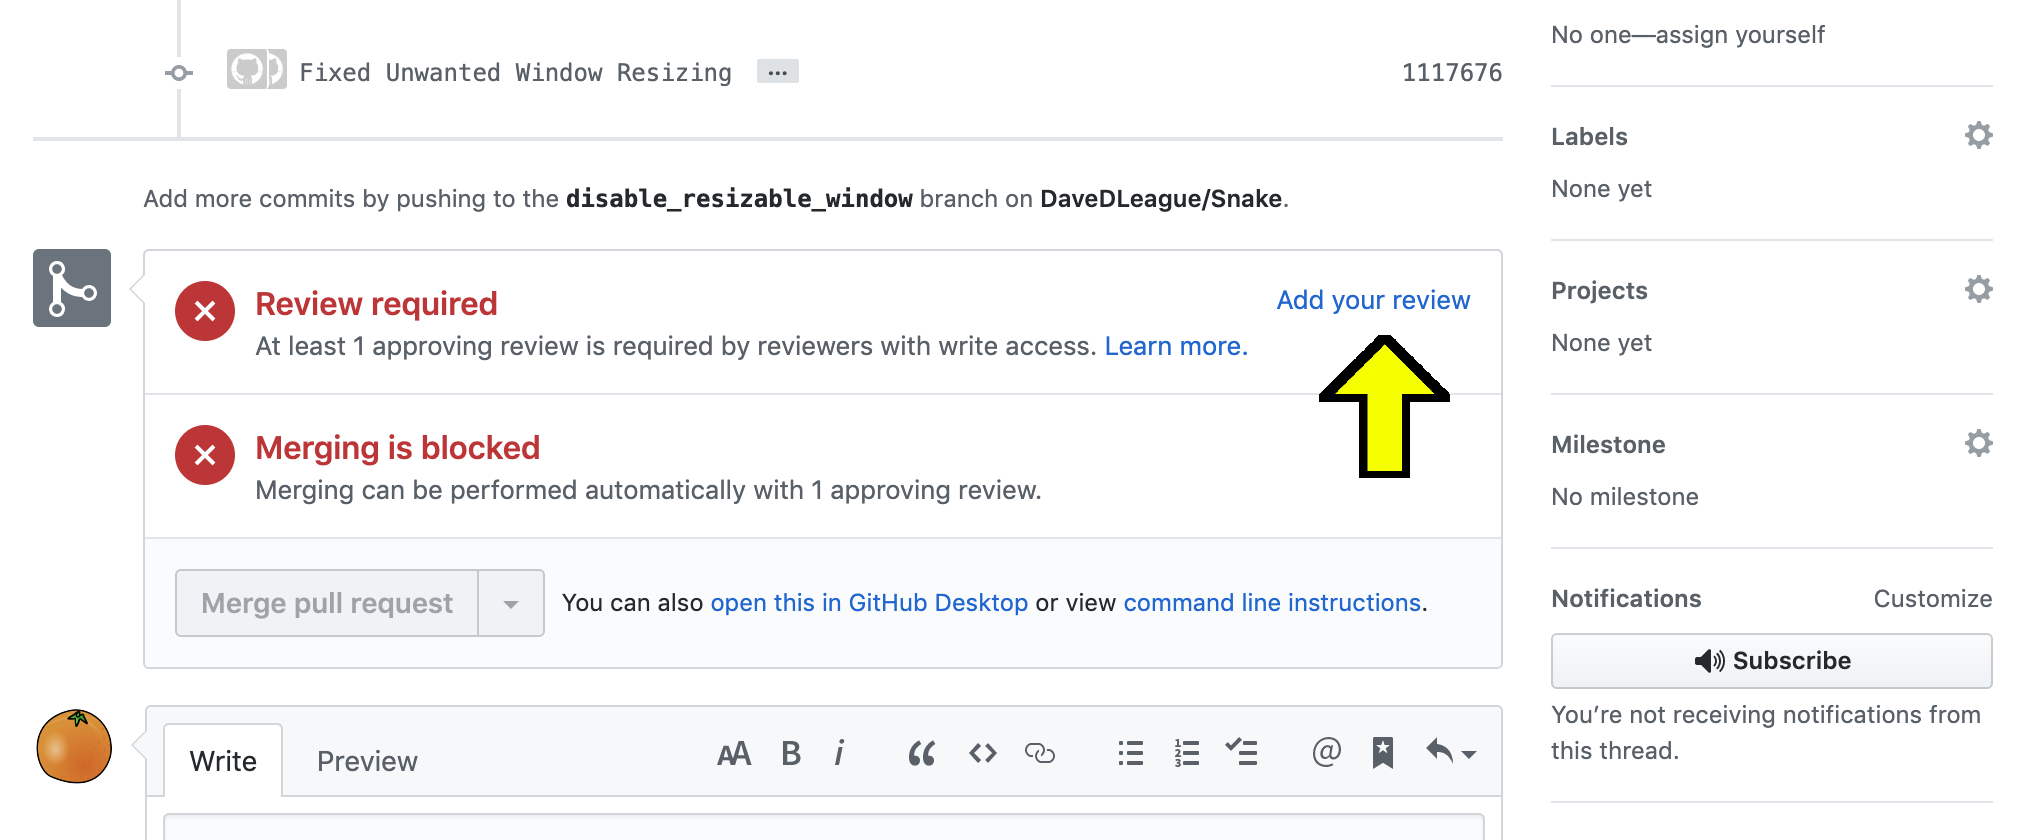 Fixed Unwanted Window Resizing ... 1117676
Add more commits by pushing to the disable_resizable_window branch on DaveDLeague/Snake.
Review required
Add your review
At least 1 approving review is required by reviewers with write access. Learn more.
Merging is blocked
Merging can be performed automatically with 1 approving review.
Merge pull request
You can also open this in GitHub Desktop or view command line instructions.
Write
Preview
AA B i “ <> 1 2 3 @
No one—assign yourself
Labels
None yet
Projects
None yet
Milestone
No milestone
Notifications
Customize
Subscribe
You’re not receiving notifications from
this thread.